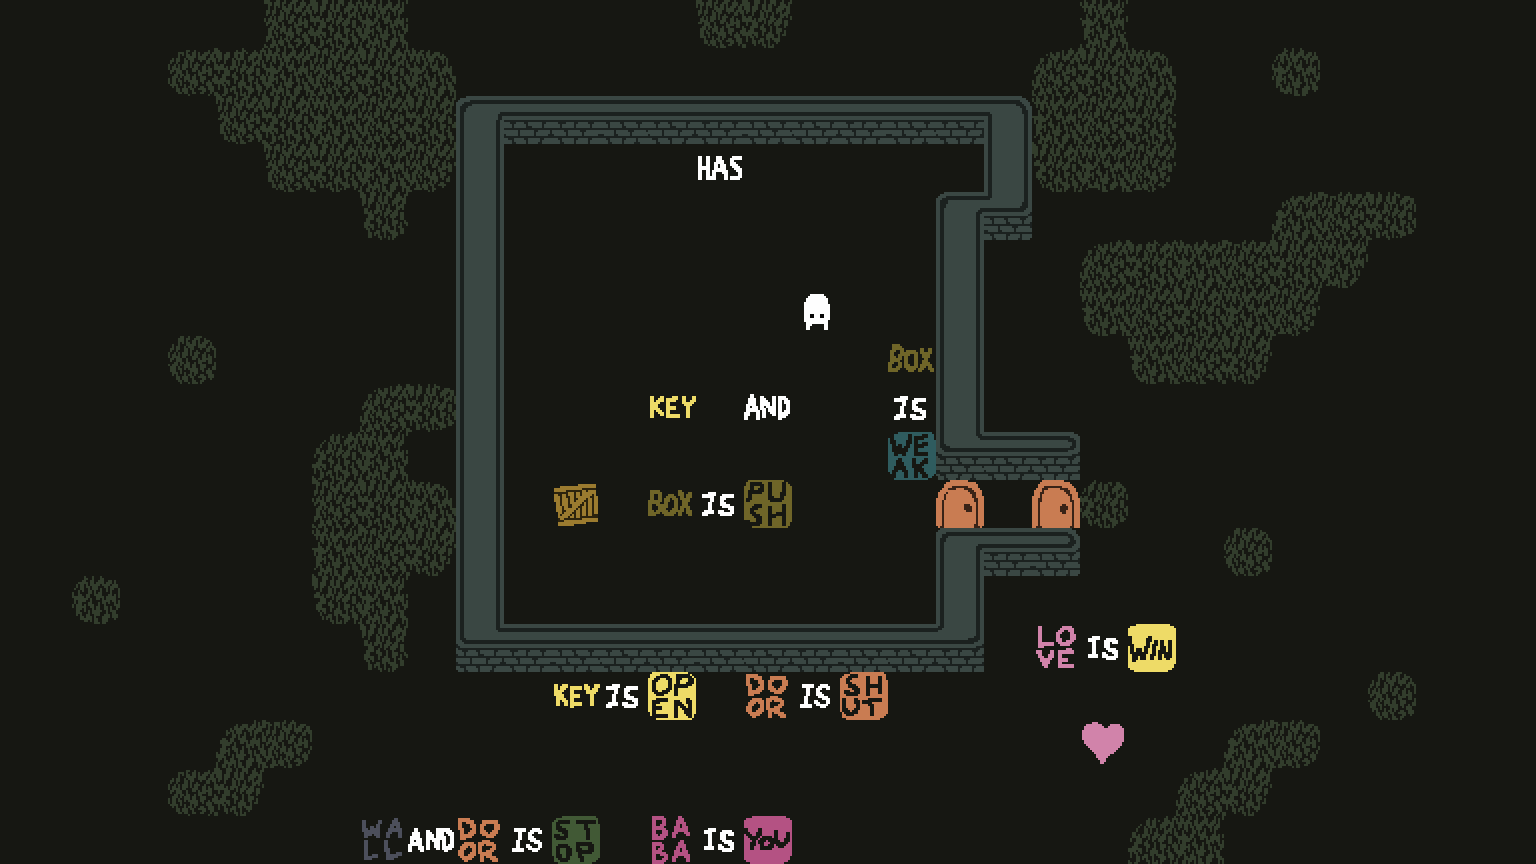 HAS
BOX
KEY AND IS
WEAK
BOX IS PUSH
LOVE IS WIN
KEY IS OPEN DOOR IS SHUT
WALL AND DOOR IS STOP BABA IS YOU